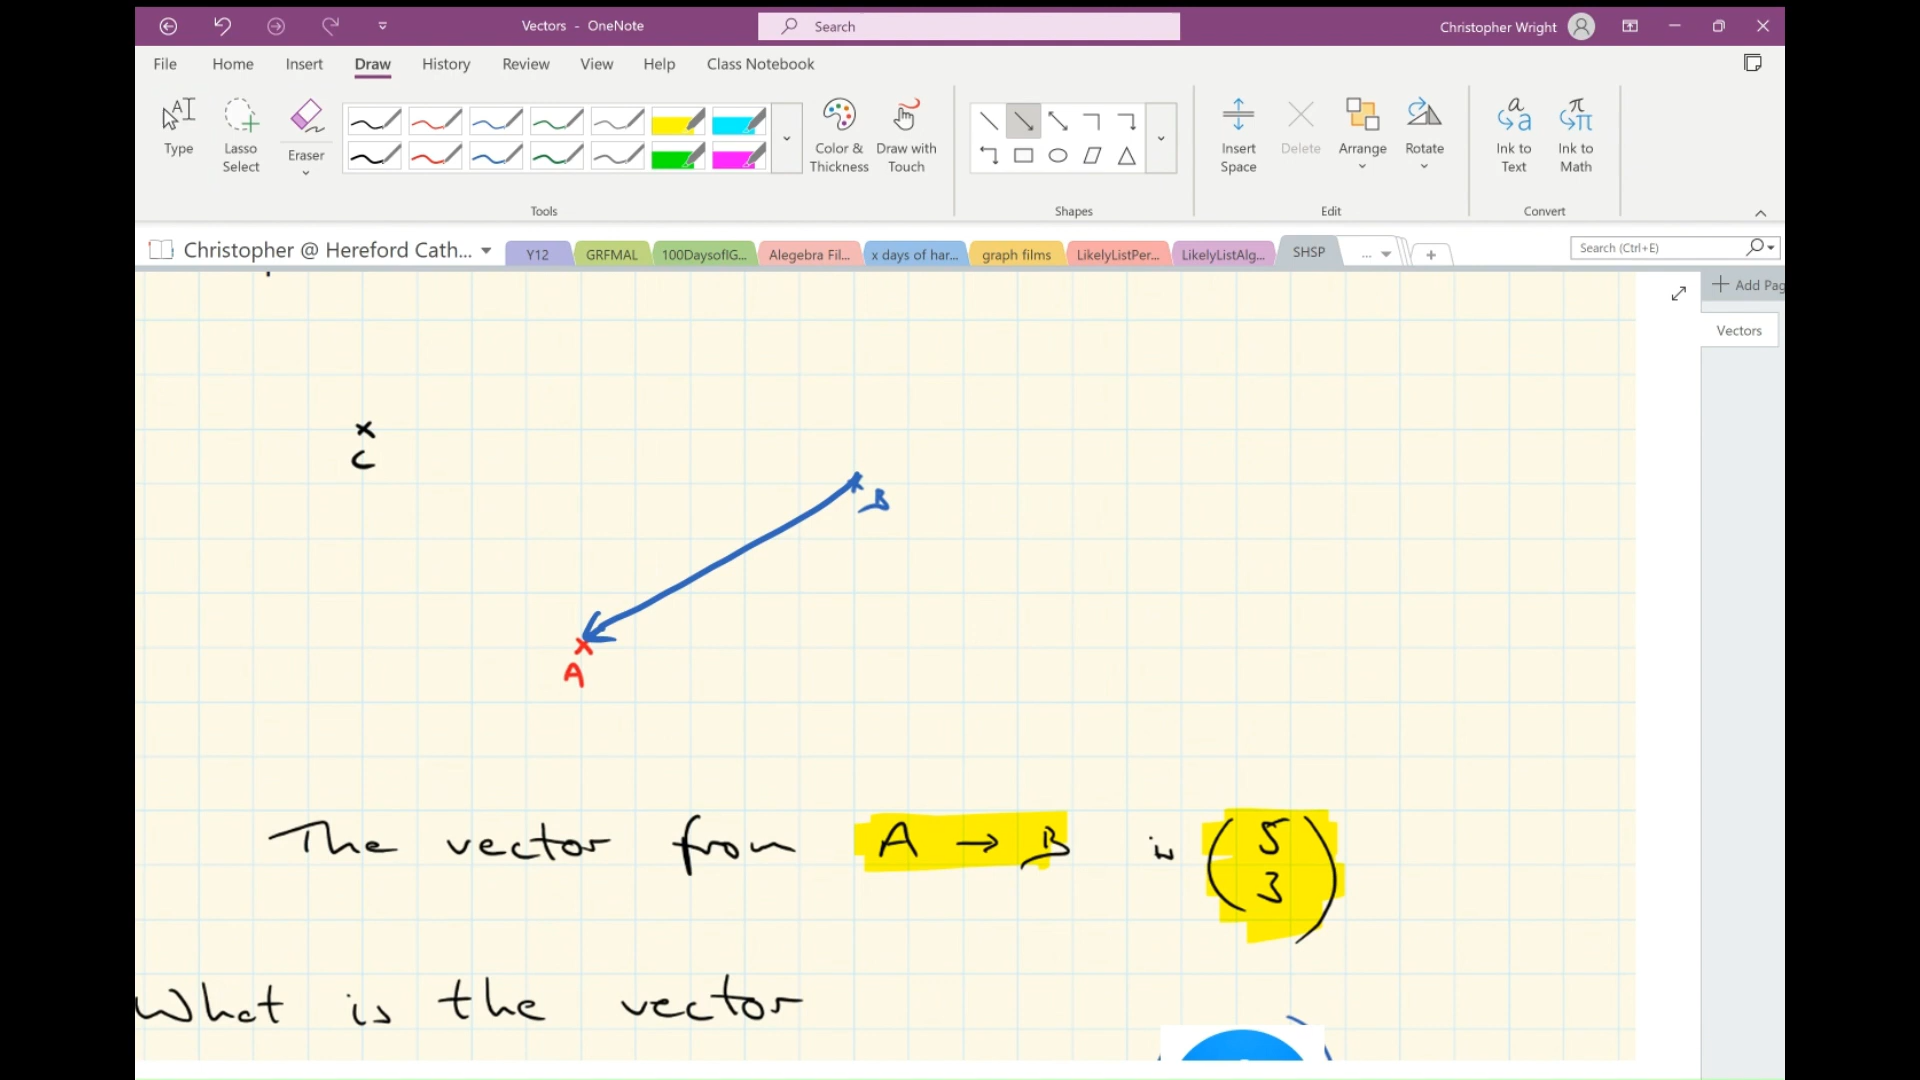 Vectors - OneNote
Search
Christopher Wright
File Home Insert Draw History Review View Help Class Notebook
Type
Lasso Select
Eraser
Color & Thickness
Draw with Touch
Insert Space
Delete
Arrange
Rotate
Ink to Text
Ink to Math
Tools
Shapes
Edit
Convert
Christopher @ Hereford Cath...
Y12
GRFMAL
100DaysofIG...
Alegebra Fil...
x days of har...
graph films
LikelyListPer...
LikelyListAlg...
SHSP
...
Search (Ctrl+E)
Add Pag
Vectors
x
C
B
x
A
The vector from A → B is (5
3)
What is the vector